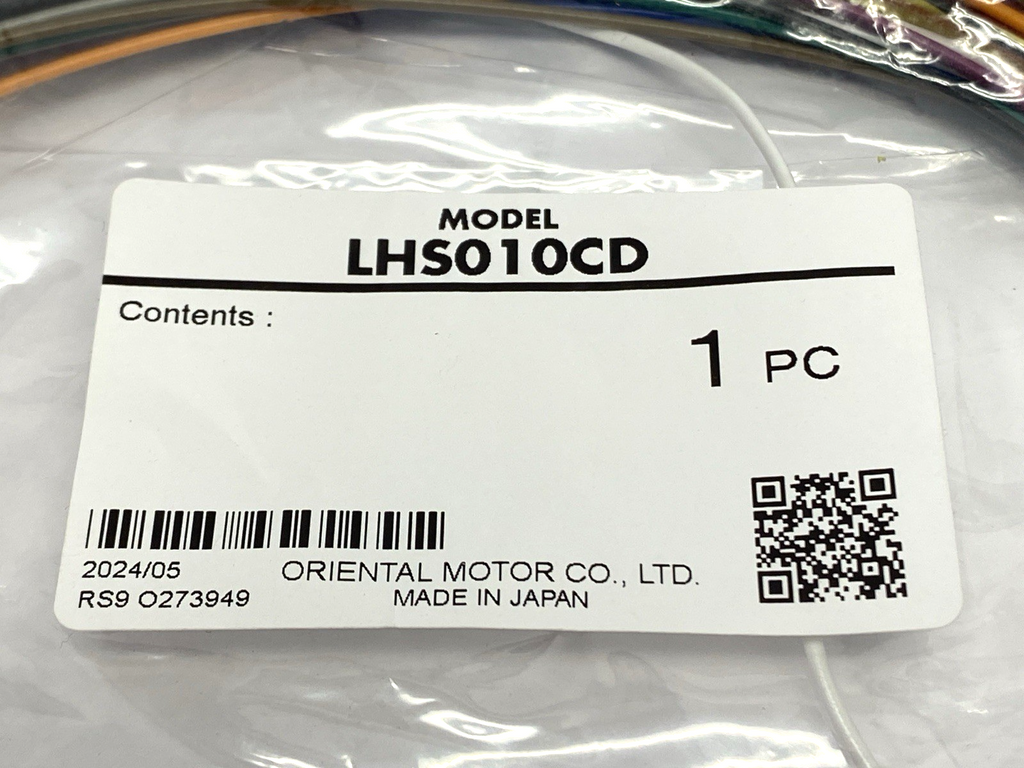 MODEL
LHS010CD
Contents :
1 PC
2024/05
ORIENTAL MOTOR CO., LTD.
RS9 O273949
MADE IN JAPAN